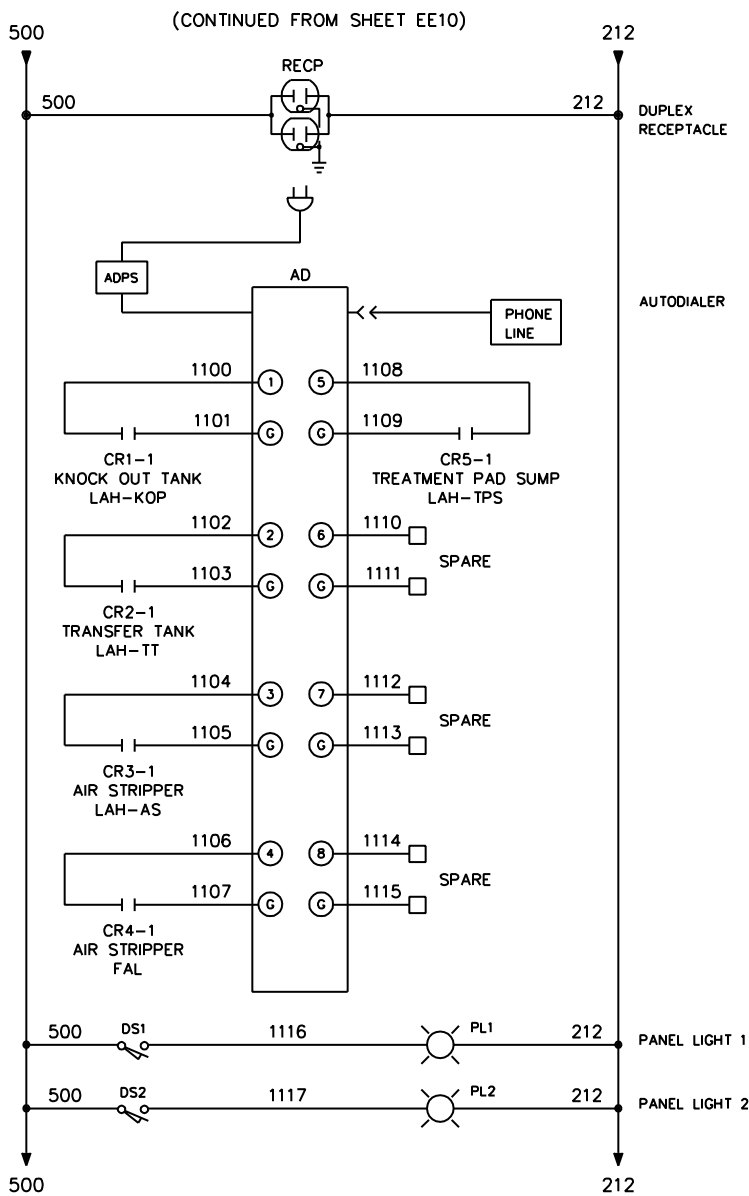 (CONTINUED FROM SHEET EE10)
500
212
RECP
500
212
DUPLEX
RECEPTACLE
ADPS
AD
AUTODIALER
PHONE
LINE
1100
1
5
1108
1101
G
G
1109
CR1-1
KNOCK OUT TANK
LAH-KOP
CR5-1
TREATMENT PAD SUMP
LAH-TPS
1102
2
6
1110
SPARE
1103
G
G
1111
CR2-1
TRANSFER TANK
LAH-TT
1104
3
7
1112
SPARE
1105
G
G
1113
CR3-1
AIR STRIPPER
LAH-AS
1106
4
8
1114
SPARE
1107
G
G
1115
CR4-1
AIR STRIPPER
FAL
500
DS1
1116
PL1
212
PANEL LIGHT 1
500
DS2
1117
PL2
212
PANEL LIGHT 2
500
212